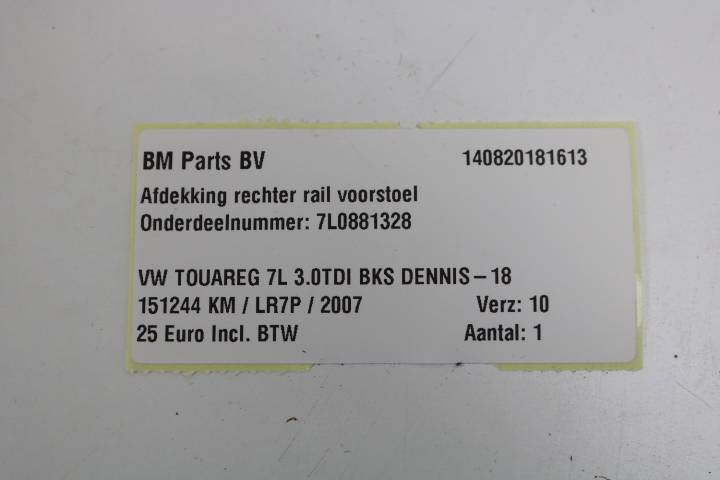 BM Parts BV 140820181613
Afdekking rechter rail voorstoel
Onderdeelnummer: 7L0881328
VW TOUAREG 7L 3.0TDI BKS DENNIS – 18
151244 KM / LR7P / 2007 Verz: 10
25 Euro Incl. BTW Aantal: 1